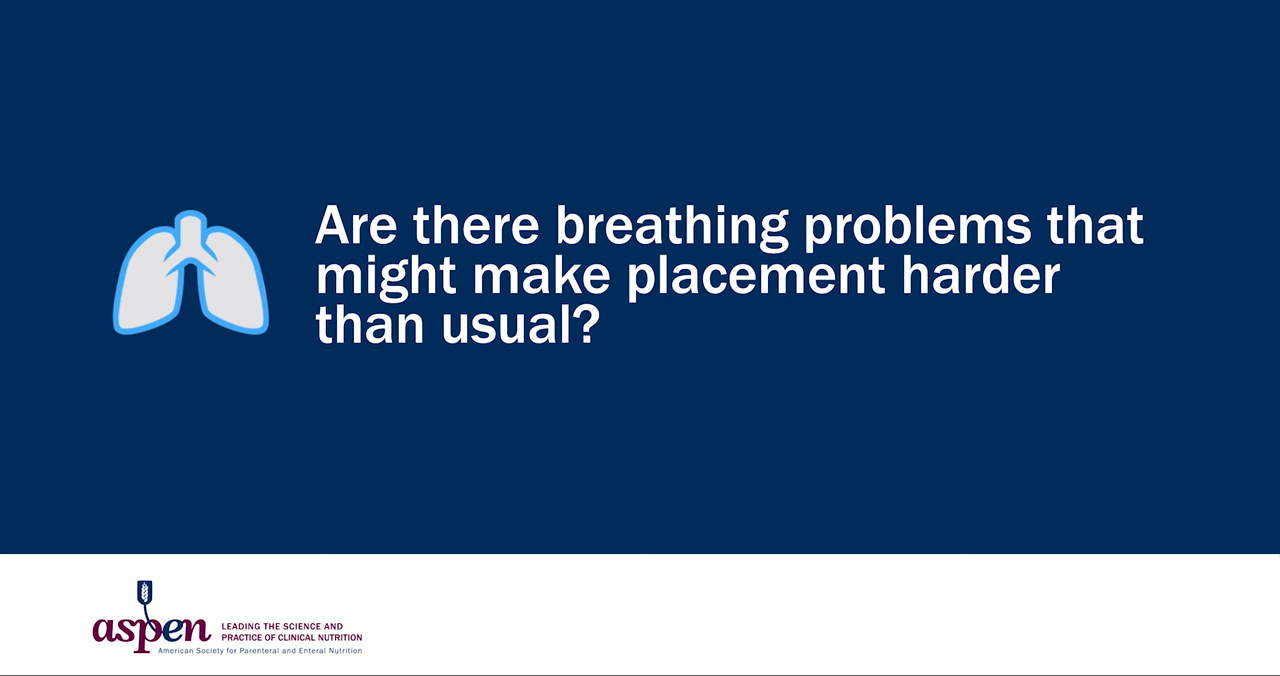 Are there breathing problems that
might make placement harder
than usual?
aspen
LEADING THE SCIENCE AND
PRACTICE OF CLINICAL NUTRITION
American Society for Parenteral and Enteral Nutrition